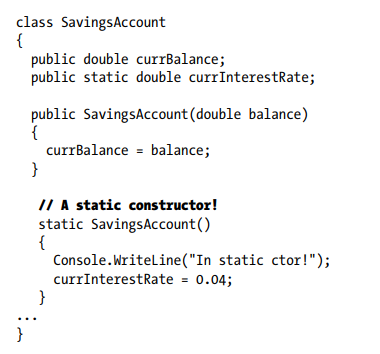 class SavingsAccount
{
public double currBalance;
public static double currInterestRate;
public SavingsAccount(double balance)
{
currBalance = balance;
}
// A static constructor!
static SavingsAccount()
{
Console.WriteLine("In static ctor!");
currInterestRate = 0.04;
}
...
}